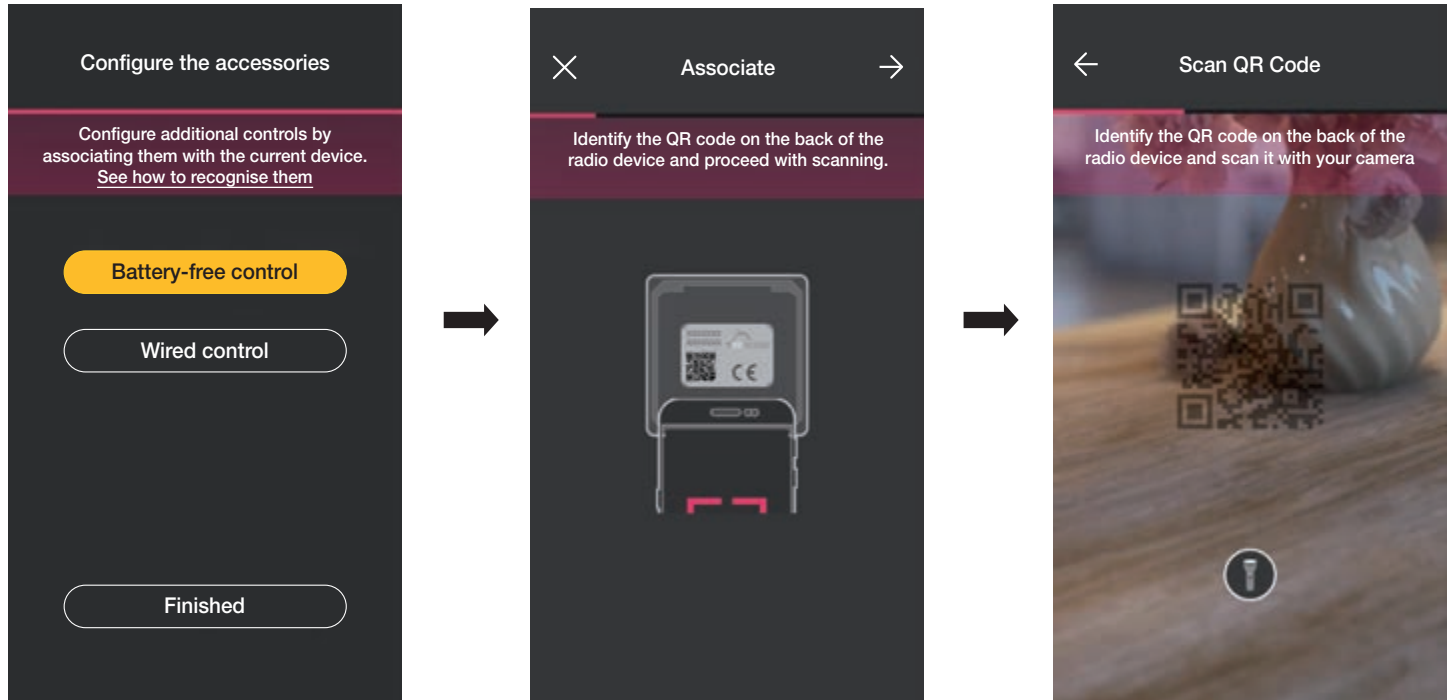 Configure the accessories
Configure additional controls by
associating them with the current device.
See how to recognise them
Battery-free control
Wired control
Finished
Associate
Identify the QR code on the back of the
radio device and proceed with scanning.
CE
Scan QR Code
Identify the QR code on the back of the
radio device and scan it with your camera